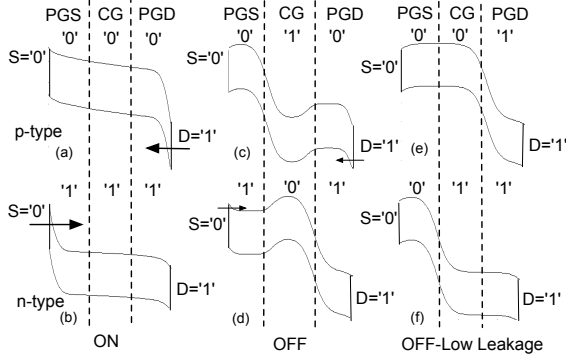 PGS CG PGD PGS CG PGD PGS CG PGD
'0' '0' '0' '0' '1' '0' '0' '0' '1'
S='0' S='0' S='0'
p-type D='1' D='1' D='1'
(a) (c) (e)
'1' '1' '1' '1' '0' '1' '0' '1' '1'
S='0' S='0' S='0'
n-type D='1' D='1' D='1'
(b) (d) (f)
ON OFF OFF-Low Leakage